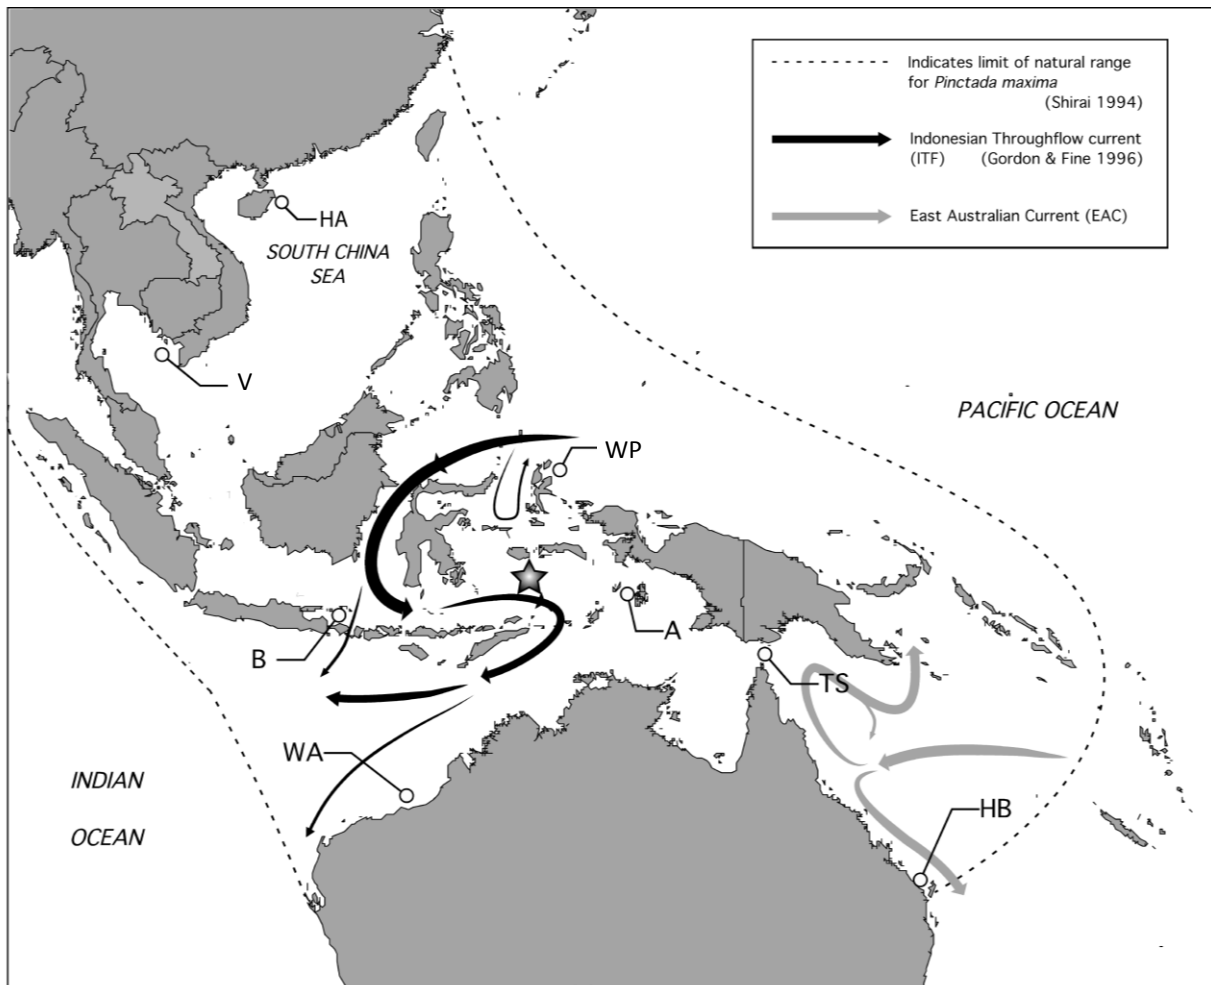 Indicates limit of natural range
for Pinctada maxima
(Shirai 1994)
Indonesian Throughflow current
(ITF) (Gordon & Fine 1996)
East Australian Current (EAC)
HA
SOUTH CHINA
SEA
V
PACIFIC OCEAN
WP
A
B
TS
WA
INDIAN
OCEAN
HB